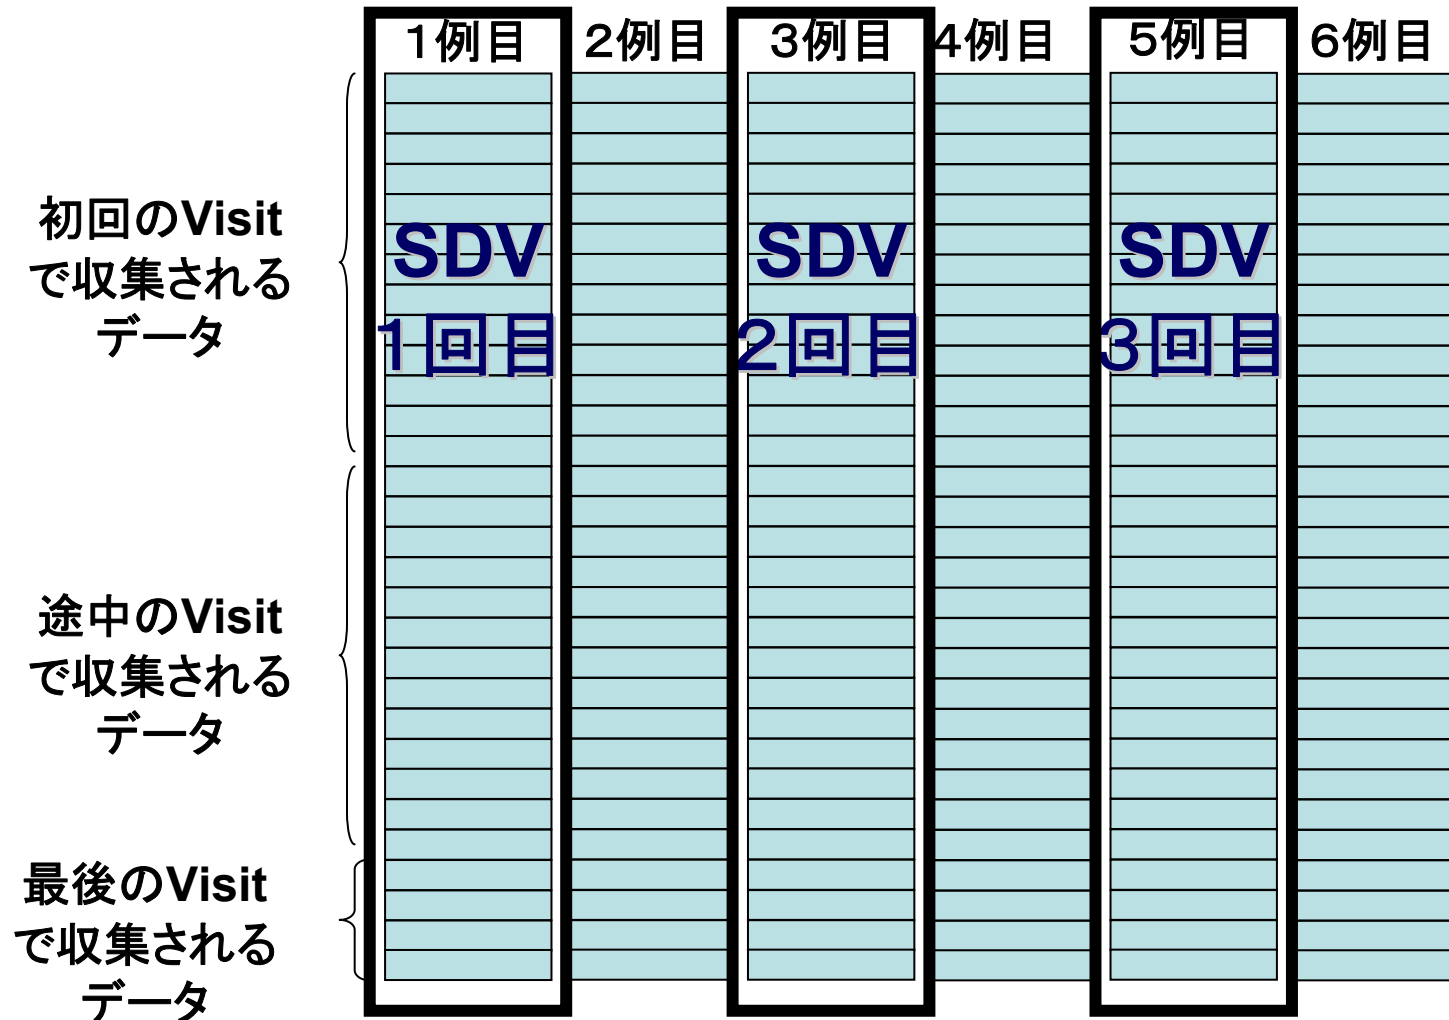 １例目
２例目
３例目
４例目
５例目
６例目
初回のVisit
で収集される
データ
SDV
１回目
SDV
２回目
SDV
３回目
途中のVisit
で収集される
データ
最後のVisit
で収集される
データ